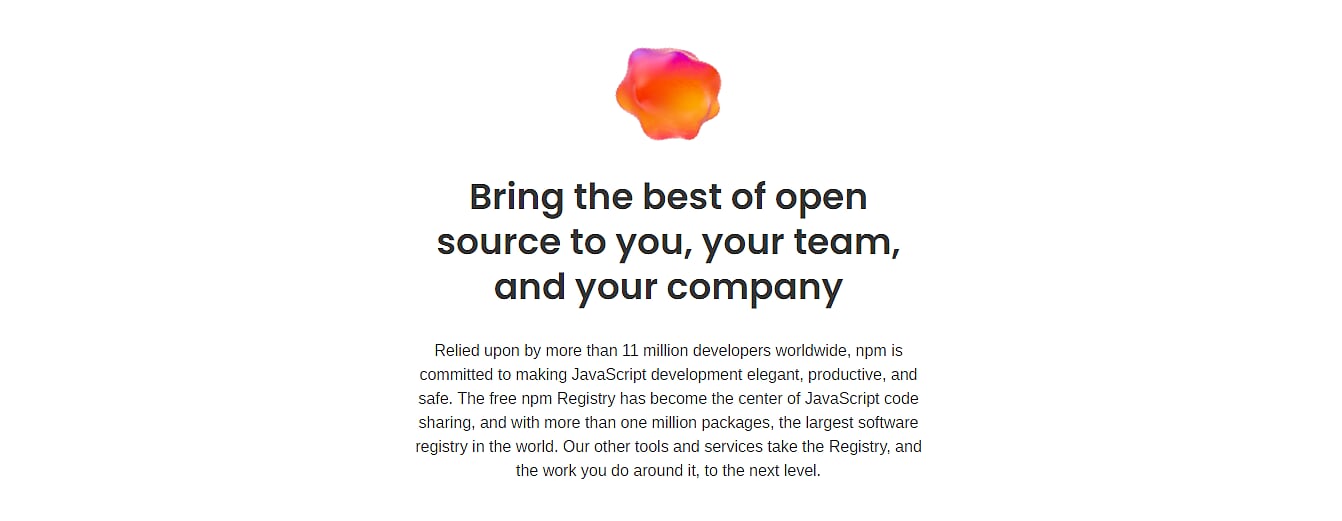 Bring the best of open
source to you, your team,
and your company
Relied upon by more than 11 million developers worldwide, npm is
committed to making JavaScript development elegant, productive, and
safe. The free npm Registry has become the center of JavaScript code
sharing, and with more than one million packages, the largest software
registry in the world. Our other tools and services take the Registry, and
the work you do around it, to the next level.